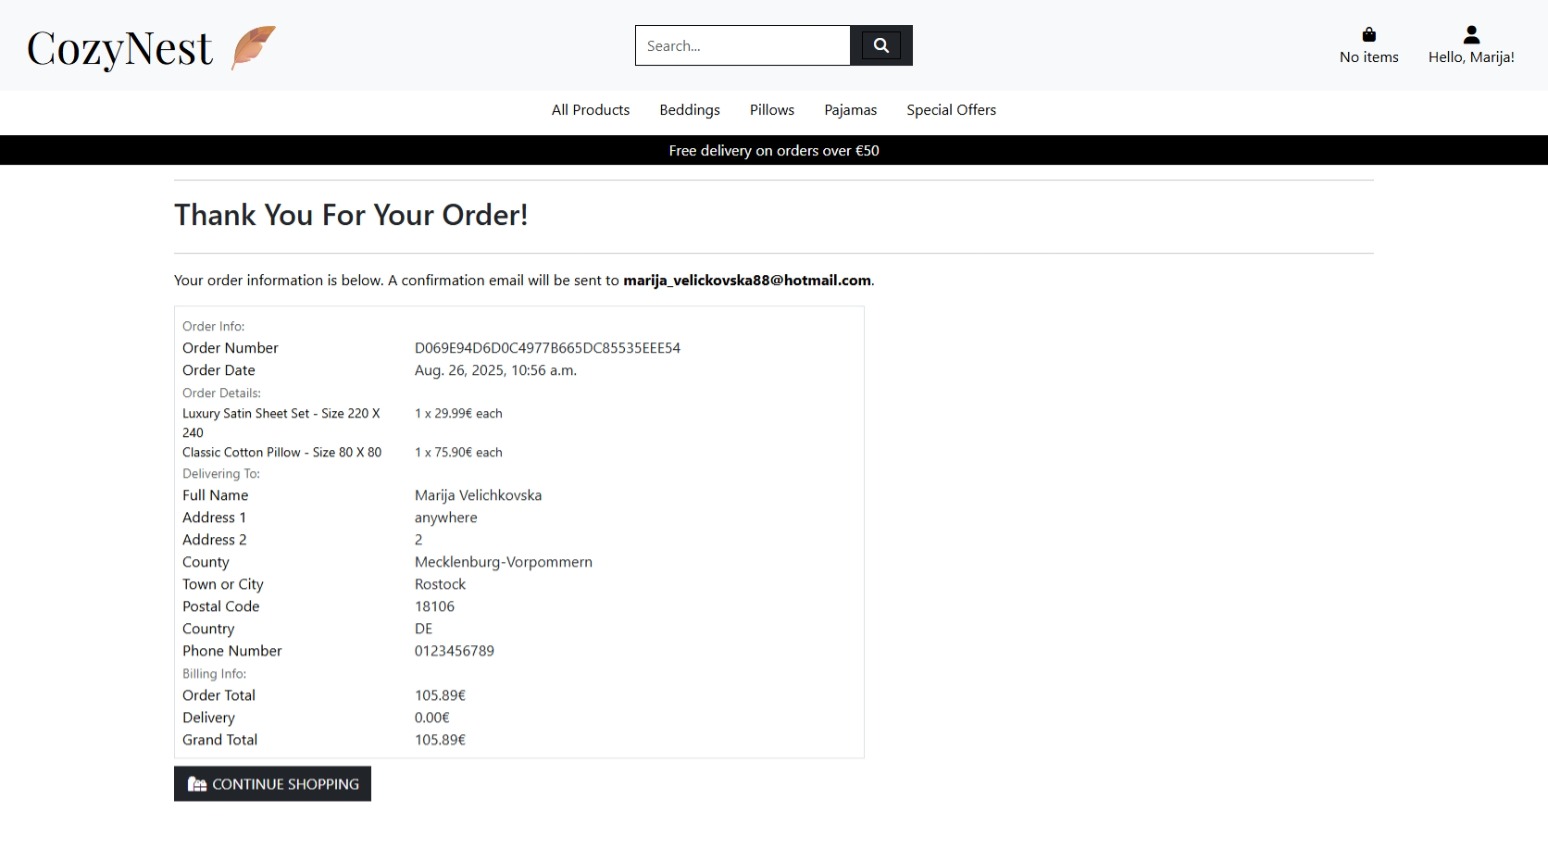 CozyNest
Search...
No items
Hello, Marija!
All Products Beddings Pillows Pajamas Special Offers
Free delivery on orders over €50
Thank You For Your Order!
Your order information is below. A confirmation email will be sent to marija_velickovska88@hotmail.com.
Order Info:
Order Number D069E94D6D0C4977B665DC85535EEE54
Order Date Aug. 26, 2025, 10:56 a.m.
Order Details:
Luxury Satin Sheet Set - Size 220 X 1 x 29.99€ each
240
Classic Cotton Pillow - Size 80 X 80 1 x 75.90€ each
Delivering To:
Full Name Marija Velichkovska
Address 1 anywhere
Address 2 2
County Mecklenburg-Vorpommern
Town or City Rostock
Postal Code 18106
Country DE
Phone Number 0123456789
Billing Info:
Order Total 105.89€
Delivery 0.00€
Grand Total 105.89€
CONTINUE SHOPPING